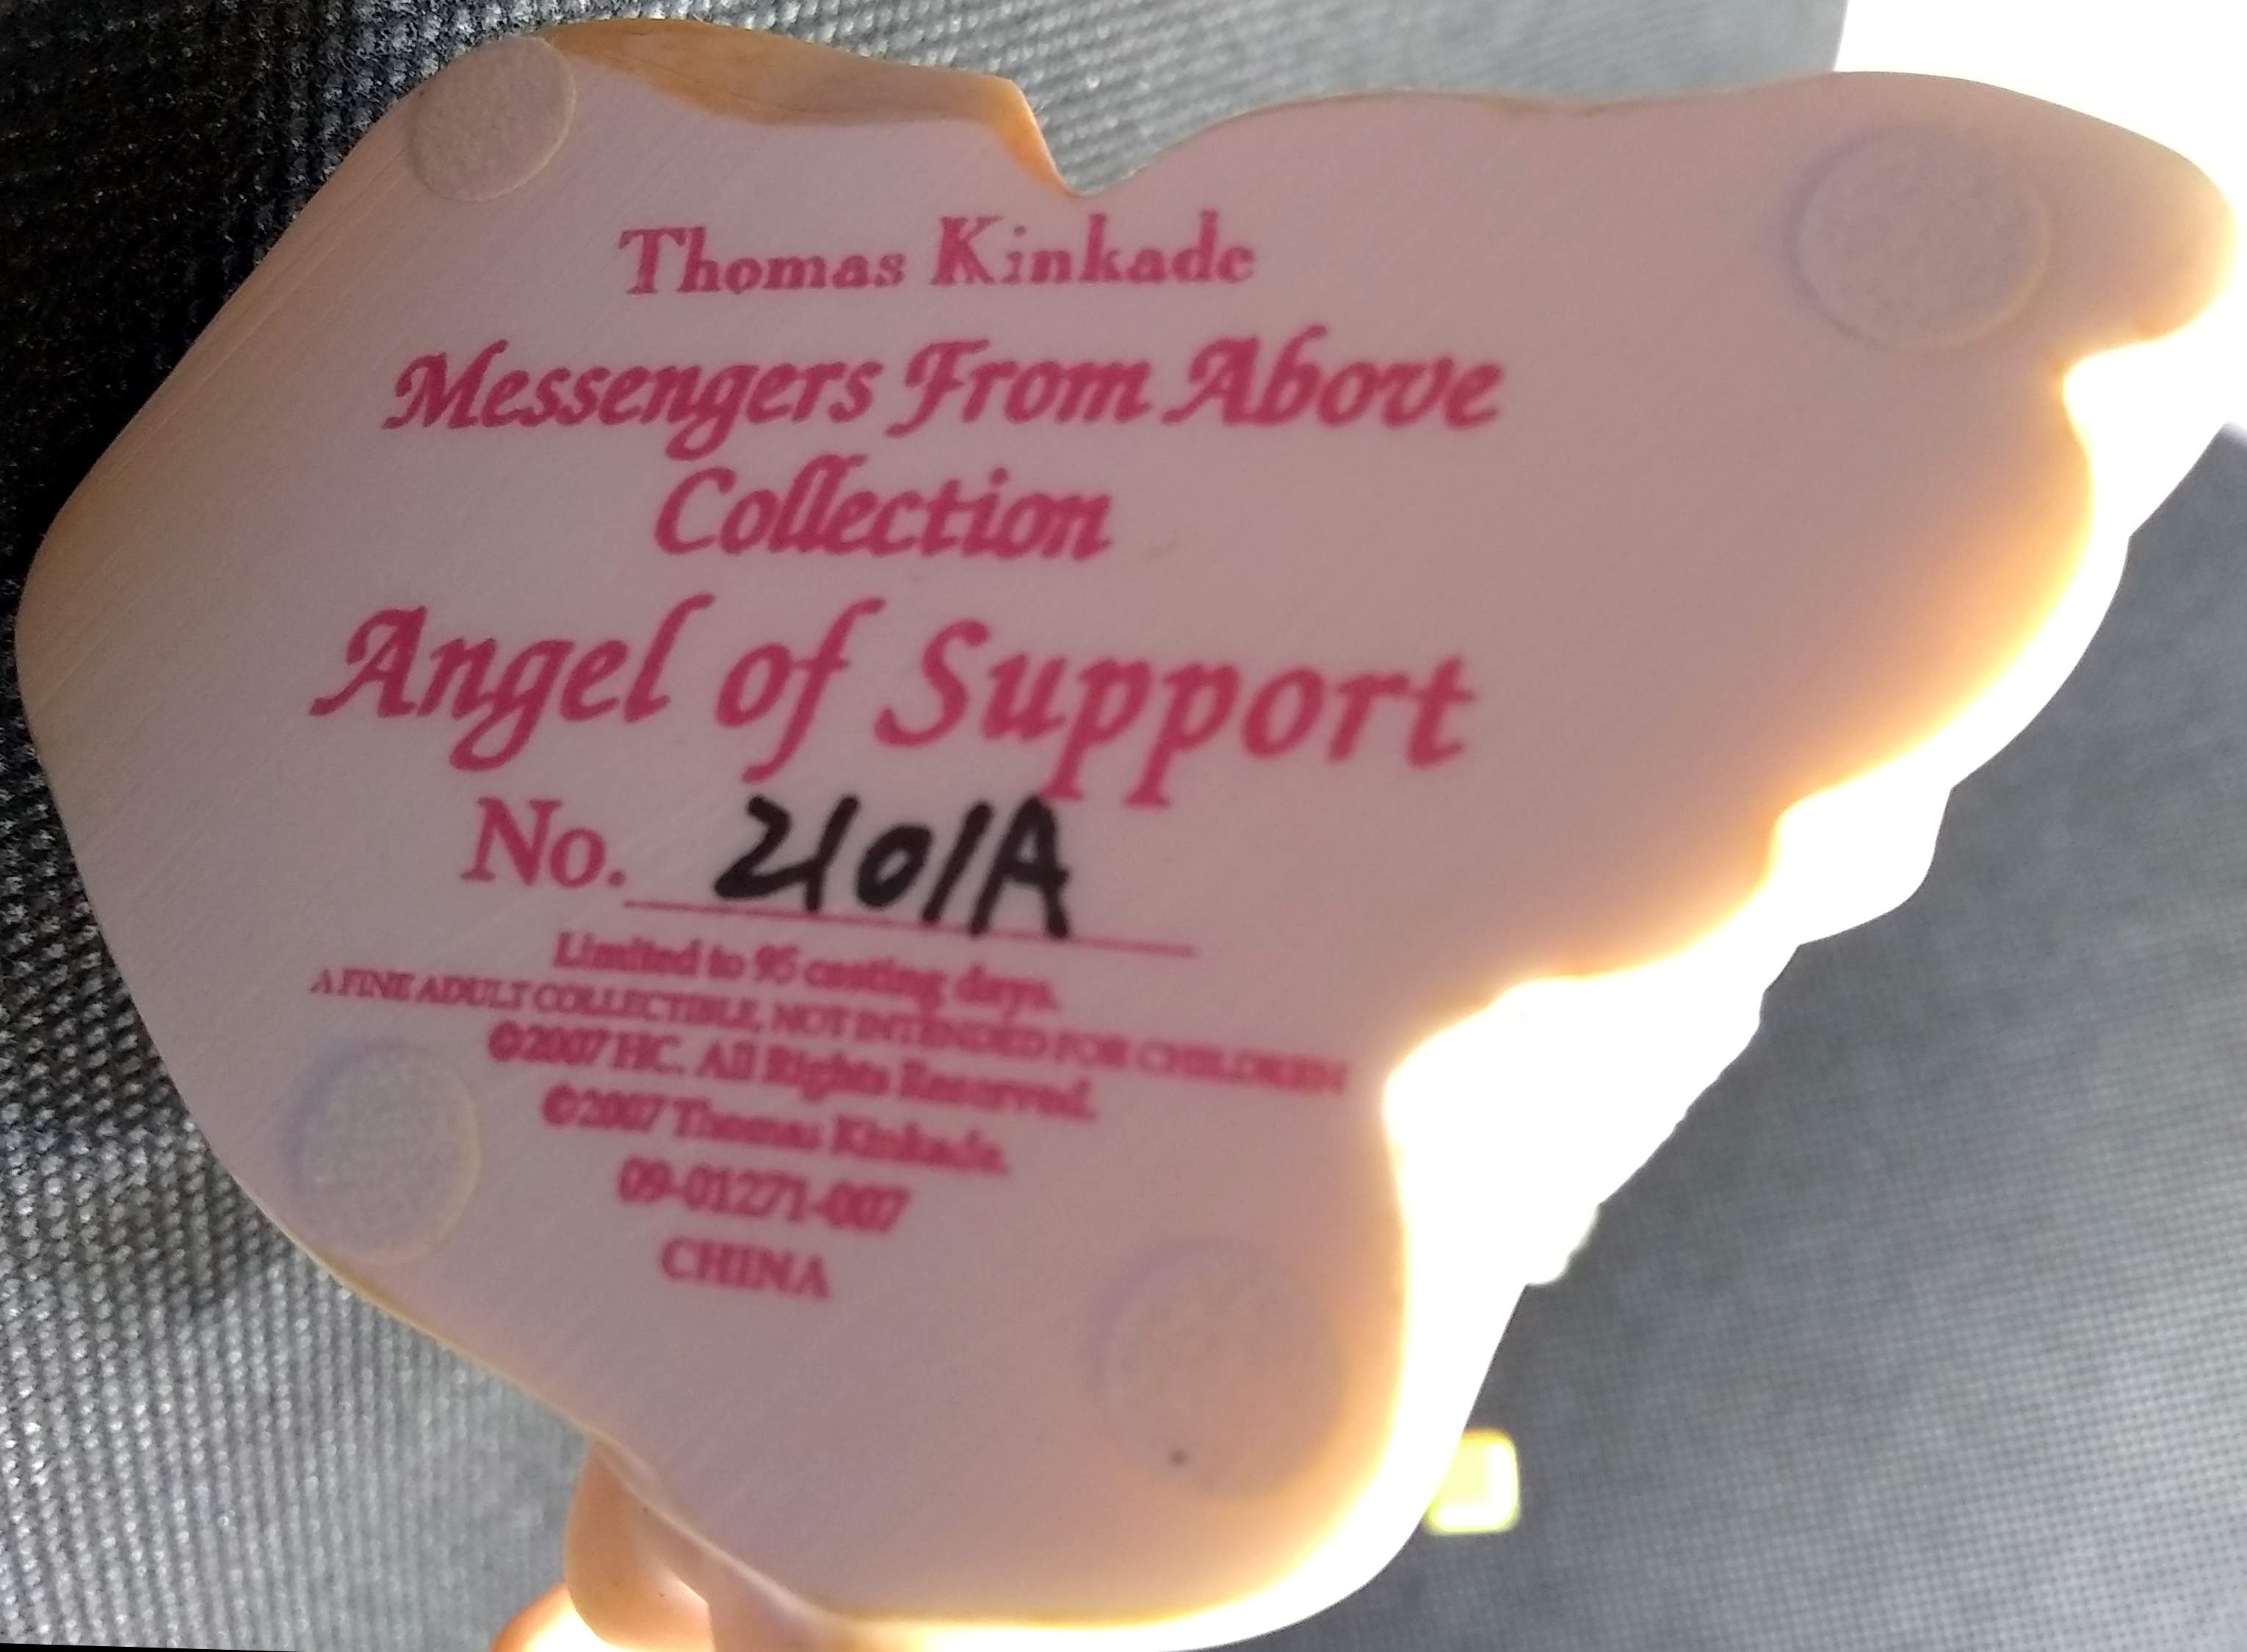 Thomas Kinkade
Messengers From Above
Collection
Angel of Support
No. 2101A
Limited to 95 casting days.
A FINE ADULT COLLECTIBLE, NOT INTENDED FOR CHILDREN
©2007 HC. All Rights Reserved.
©2007 Thomas Kinkade.
09-01271-007
CHINA